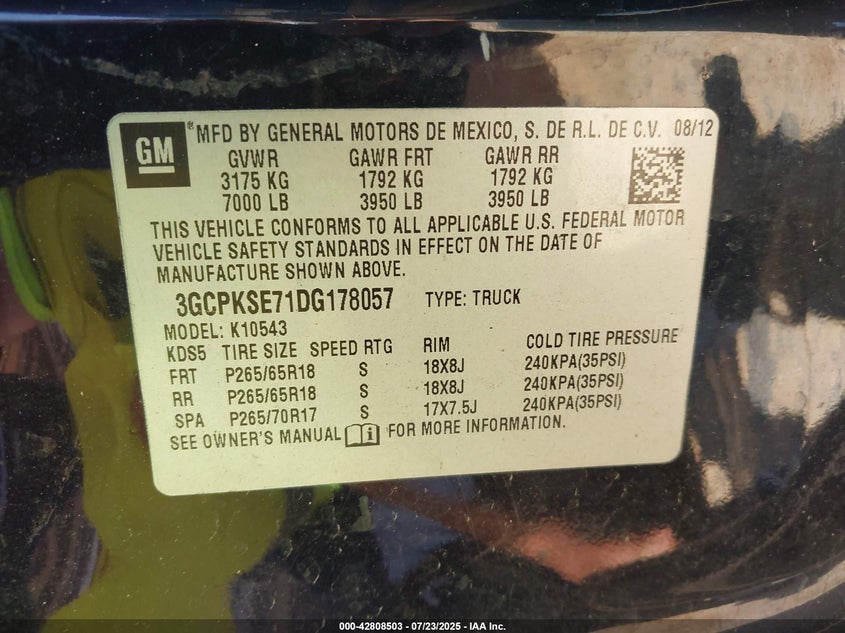 GM ® MFD BY GENERAL MOTORS DE MEXICO, S. DE R.L. DE C.V. 08/12
GVWR GAWR FRT GAWR RR
3175 KG 1792 KG 1792 KG
7000 LB 3950 LB 3950 LB
THIS VEHICLE CONFORMS TO ALL APPLICABLE U.S. FEDERAL MOTOR
VEHICLE SAFETY STANDARDS IN EFFECT ON THE DATE OF
MANUFACTURE SHOWN ABOVE.
3GCPKSE71DG178057 TYPE: TRUCK
MODEL: K10543
KDS5 TIRE SIZE SPEED RTG RIM COLD TIRE PRESSURE
FRT P265/65R18 S 18X8J 240KPA(35PSI)
RR P265/65R18 S 18X8J 240KPA(35PSI)
SPA P265/70R17 S 17X7.5J 240KPA(35PSI)
SEE OWNER'S MANUAL i FOR MORE INFORMATION.
000-42808503 - 07/23/2025 - IAA Inc.